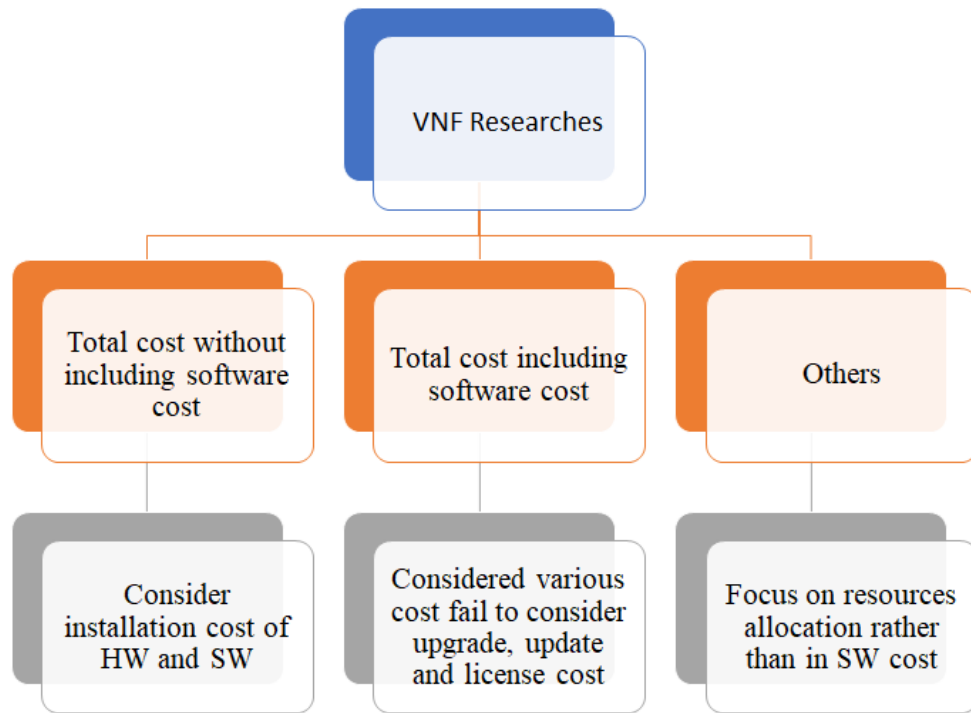 VNF Researches
Total cost without
including software
cost
Total cost including
software cost
Others
Consider
installation cost of
HW and SW
Considered various
cost fail to consider
upgrade, update
and license cost
Focus on resources
allocation rather
than in SW cost